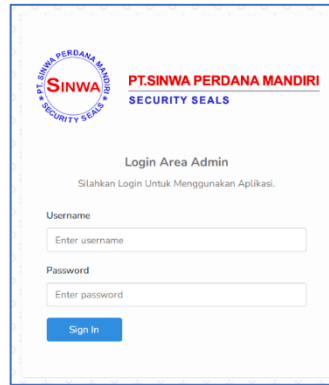 PT. SINWA PERDANA MANDIRI
SINWA
* SECURITY SEALS *
PT.SINWA PERDANA MANDIRI
SECURITY SEALS
Login Area Admin
Silahkan Login Untuk Menggunakan Aplikasi.
Username
Enter username
Password
Enter password
Sign In